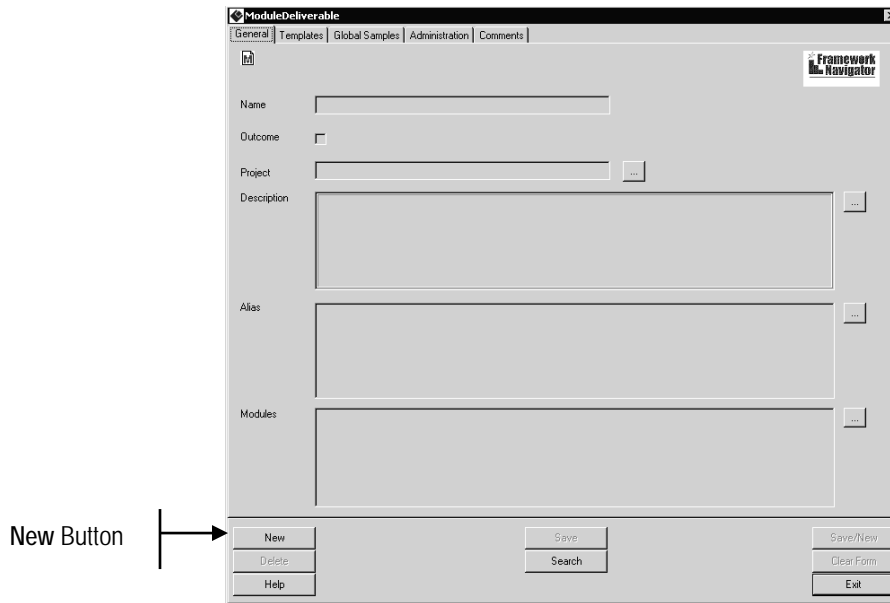 ModuleDeliverable
General Templates Global Samples Administration Comments
M
Framework
Navigator
Name
Outcome
Project
...
Description
...
Alias
...
Modules
...
New Button
New Save Save/New
Delete Search Clear Form
Help Exit